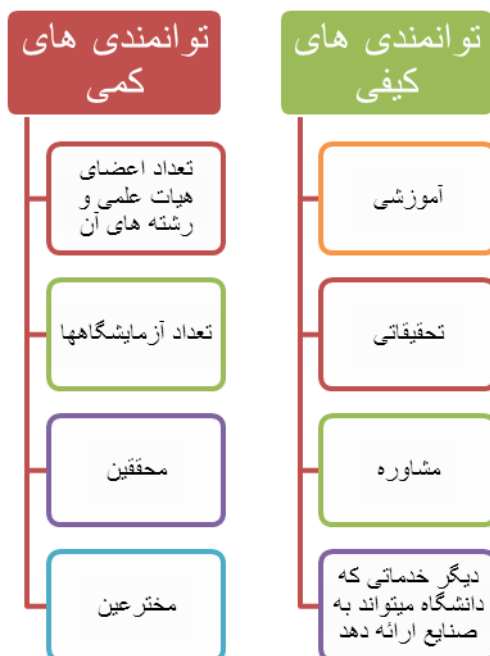 توانمندی های
کیفی
آموزشی
تحقیقاتی
مشاوره
دیگر خدماتی که
دانشگاه میتواند به
صنایع ارائه دهد
توانمندی های
کمی
تعداد اعضای
هیات علمی و
رشته های آن
تعداد آزمایشگاهها
محققین
مخترعین